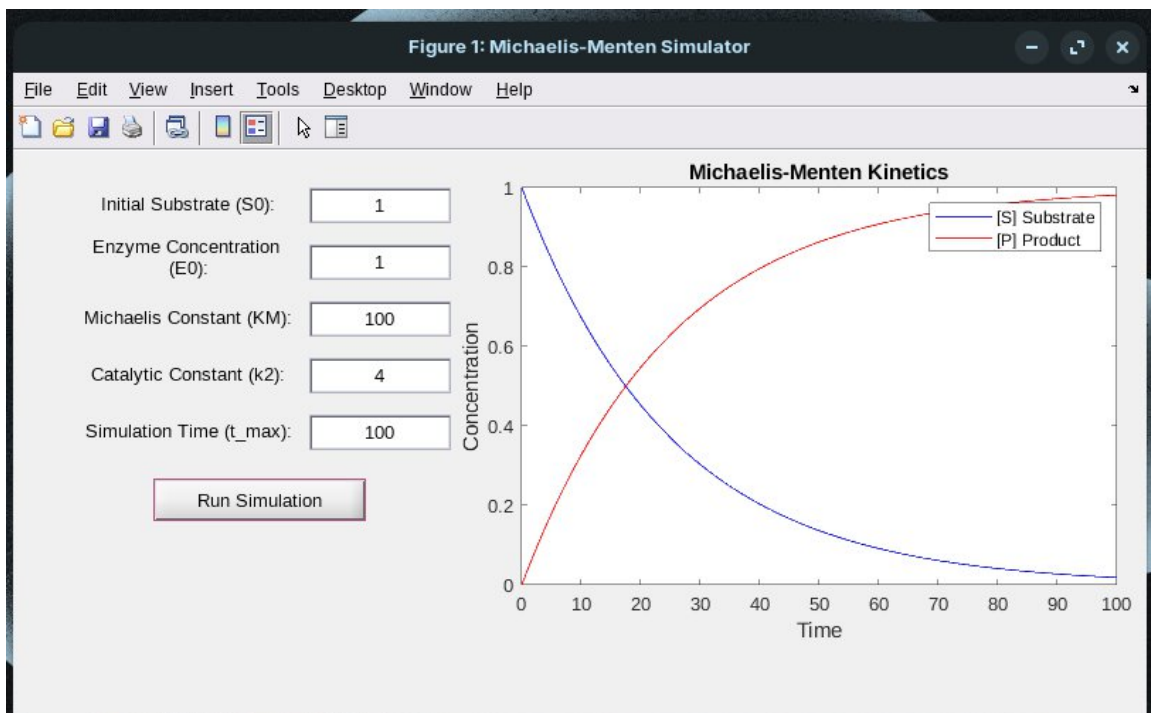 Figure 1: Michaelis-Menten Simulator
File Edit View Insert Tools Desktop Window Help
Initial Substrate (S0):
1
Enzyme Concentration
(E0):
1
Michaelis Constant (KM):
100
Catalytic Constant (k2):
4
Simulation Time (t_max):
100
Run Simulation
Michaelis-Menten Kinetics
[S] Substrate
[P] Product
Concentration
1
0.8
0.6
0.4
0.2
0
0 10 20 30 40 50 60 70 80 90 100
Time